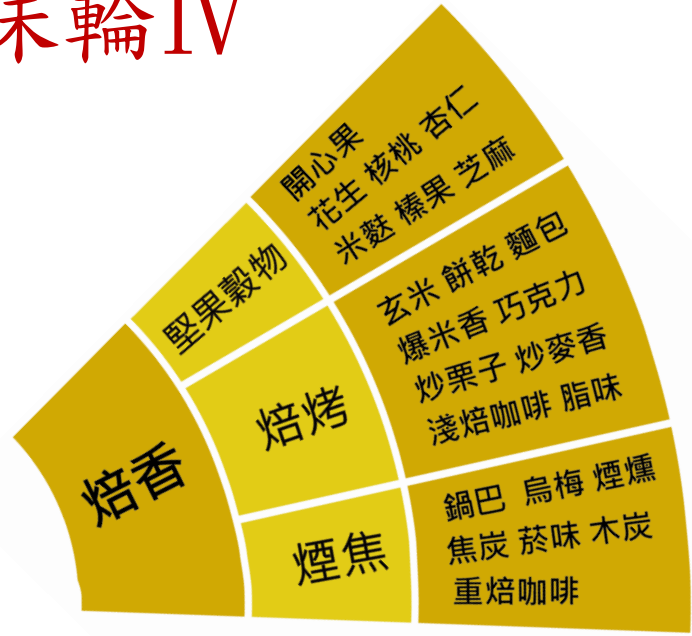 味輪IV
開心果
花生 核桃 杏仁
米麩 榛果 芝麻
堅果穀物
玄米 餅乾 麵包
爆米香 巧克力
炒栗子 炒麥香
淺焙咖啡 脂味
焙烤
焙香
鍋巴 烏梅 煙燻
焦炭 菸味 木炭
重焙咖啡
煙焦